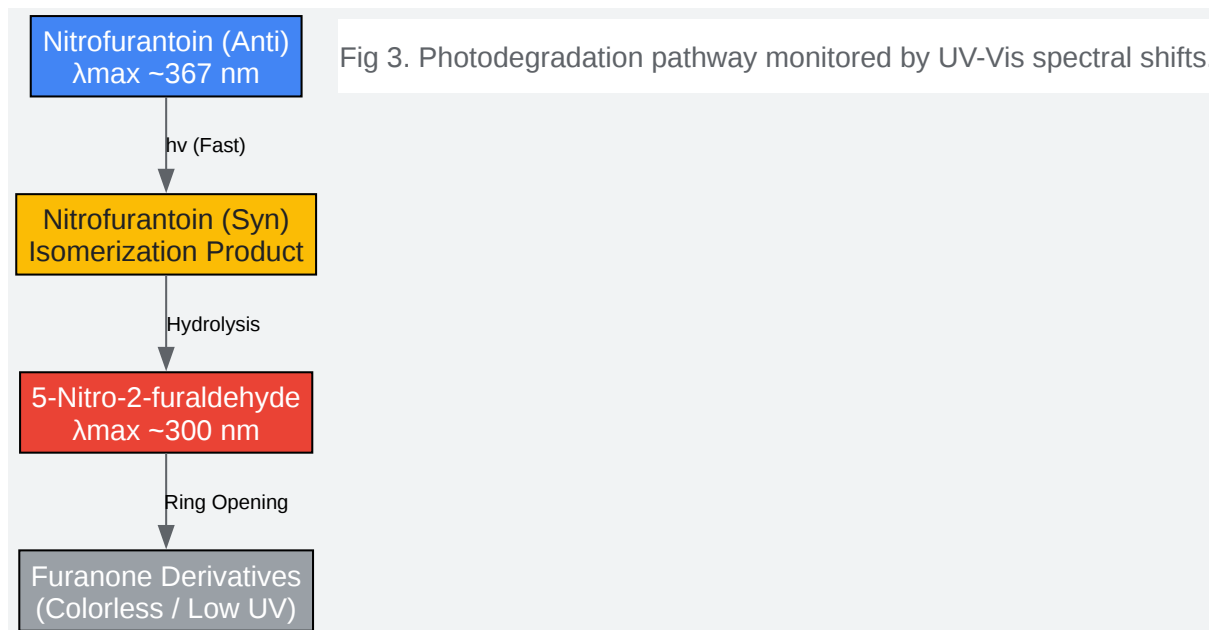 Nitrofurantoin (Anti)
λmax ~367 nm
Fig 3. Photodegradation pathway monitored by UV-Vis spectral shifts.
hv (Fast)
Nitrofurantoin (Syn)
Isomerization Product
Hydrolysis
5-Nitro-2-furaldehyde
λmax ~300 nm
Ring Opening
Furanone Derivatives
(Colorless / Low UV)